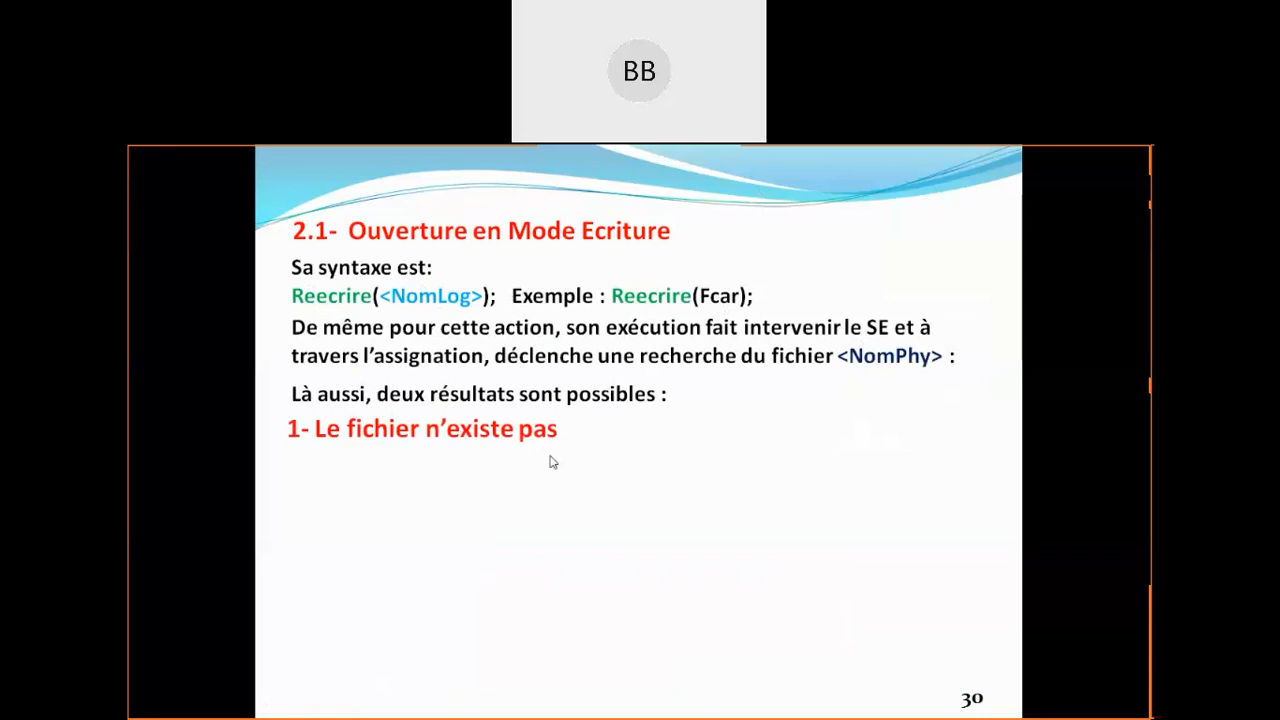 BB
2.1- Ouverture en Mode Ecriture
Sa syntaxe est:
Reecrire(<NomLog>); Exemple : Reecrire(Fcar);
De même pour cette action, son exécution fait intervenir le SE et à
travers l’assignation, déclenche une recherche du fichier <NomPhy> :
Là aussi, deux résultats sont possibles :
1- Le fichier n’existe pas
30